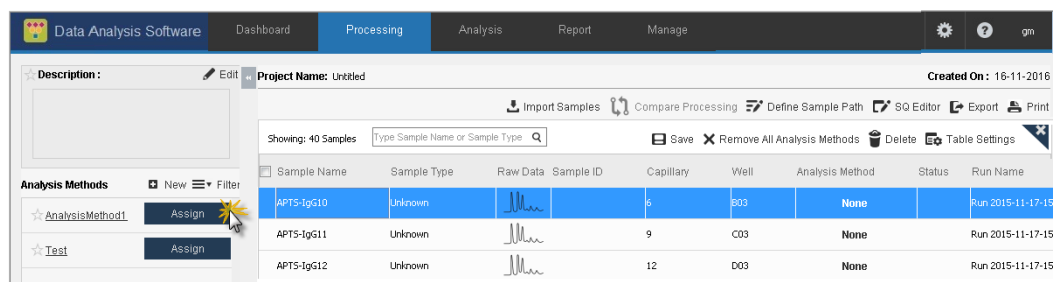 Data Analysis Software Dashboard Processing Analysis Report Manage gm
Description : Edit
Project Name: Untitled Created On : 16-11-2016
Import Samples Compare Processing Define Sample Path SQ Editor Export Print
Showing: 40 Samples Type Sample Name or Sample Type Save Remove All Analysis Methods Delete Table Settings
Sample Name Sample Type Raw Data Sample ID Capillary Well Analysis Method Status Run Name
Analysis Methods New Filter
AnalysisMethod1 Assign
Test Assign
APTS-IgG10 Unknown 6 B03 None Run 2015-11-17-15
APTS-IgG11 Unknown 9 C03 None Run 2015-11-17-15
APTS-IgG12 Unknown 12 D03 None Run 2015-11-17-15